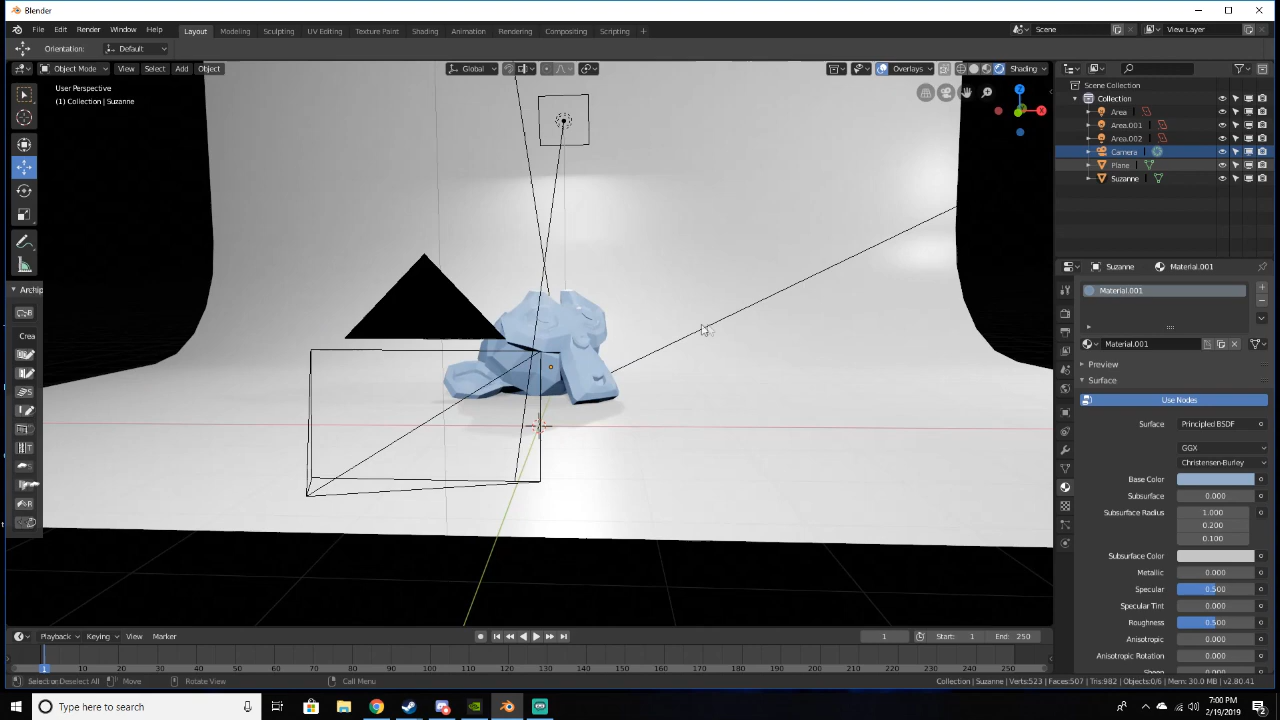 Blender
File Edit Render Window Help Layout Modeling Sculpting UV Editing Texture Paint Shading Animation Rendering Compositing Scripting + Scene View Layer
Orientation: Default
Object Mode View Select Add Object Global Overlays Shading
User Perspective
(1) Collection | Suzanne
Z
X
Y
Scene Collection
Collection
Area
Area.001
Area.002
Camera
Plane
Suzanne
Suzanne Material.001
Material.001
Material.001
Preview
Surface
Use Nodes
Surface Principled BSDF
GGX
Christensen-Burley
Base Color
Subsurface 0.000
Subsurface Radius 1.000
0.200
0.100
Subsurface Color
Metallic 0.000
Specular 0.500
Specular Tint 0.000
Roughness 0.500
Anisotropic 0.000
Anisotropic Rotation 0.000
Archip
Crea
Playback Keying View Marker 1 Start: 1 End: 250
1 10 20 30 40 50 60 70 80 90 100 110 120 130 140 150 160 170 180 190 200 210 220 230 240 250
Select or Deselect All Move Rotate View Call Menu Collection | Suzanne | Verts:523 | Faces:507 | Tris:982 | Objects:0/6 | Mem: 30.0 MB | v2.80.41
Type here to search
7:00 PM
2/19/2019